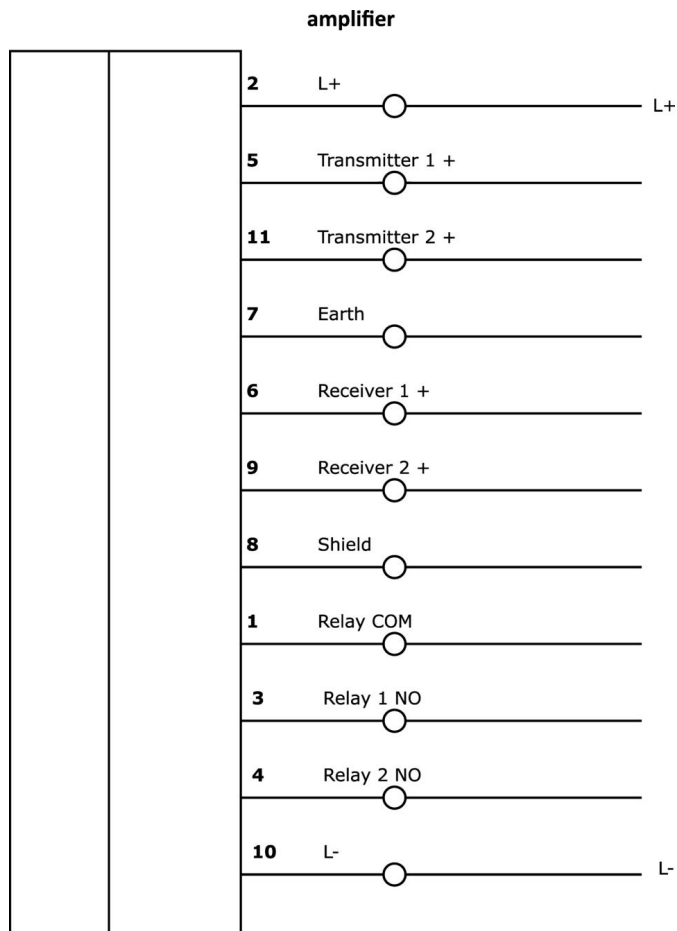 amplifier
2 L+
L+
5 Transmitter 1 +
11 Transmitter 2 +
7 Earth
6 Receiver 1 +
9 Receiver 2 +
8 Shield
1 Relay COM
3 Relay 1 NO
4 Relay 2 NO
10 L-
L-